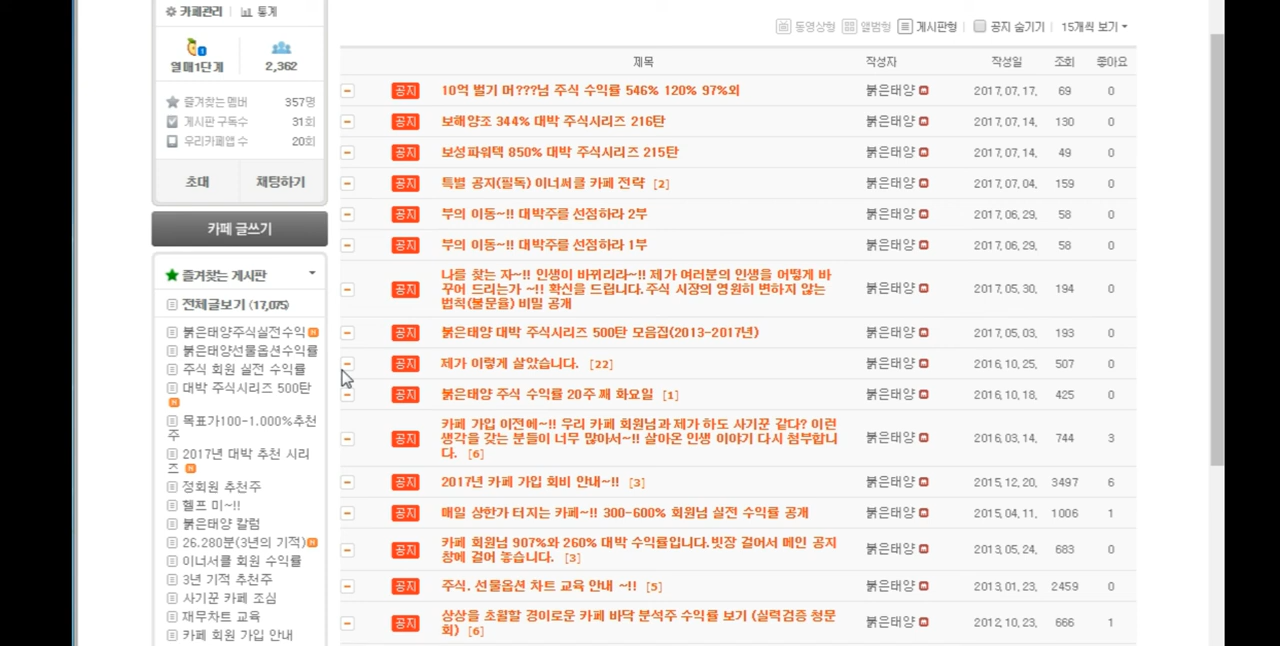 카페관리 통계
동영상형 앨범형 게시판형 공지 숨기기 15개씩 보기
열매1단계 2,362
즐겨찾는 멤버 357명
게시판 구독수 31회
우리카페앱 수 20회
초대 채팅하기
카페 글쓰기
즐겨찾는 게시판
전체글보기 (17,075)
붉은태양주식실전수익
붉은태양선물옵션수익률
주식 회원 실전 수익률
대박 주식시리즈 500탄
목표가100-1,000%추천
주
2017년 대박 추천 시리
즈
정회원 추천주
헬프 미~!!
붉은태양 칼럼
26.280분(3년의 기적)
이너서클 회원 수익률
3년 기적 추천주
사기꾼 카페 조심
재무차트 교육
카페 회원 가입 안내
제목 작성자 작성일 조회 좋아요
공지 10억 벌기 머???님 주식 수익률 546% 120% 97%외 붉은태양 2017.07.17. 69 0
공지 보해양조 344% 대박 주식시리즈 216탄 붉은태양 2017.07.14. 130 0
공지 보성파워텍 850% 대박 주식시리즈 215탄 붉은태양 2017.07.14. 49 0
공지 특별 공지(필독) 이너써클 카페 전략 [2] 붉은태양 2017.07.04. 159 0
공지 부의 이동~!! 대박주를 선점하라 2부 붉은태양 2017.06.29. 58 0
공지 부의 이동~!! 대박주를 선점하라 1부 붉은태양 2017.06.29. 58 0
나를 찾는 자~!! 인생이 바뀌리라~!! 제가 여러분의 인생을 어떻게 바
공지 꾸어 드리는가 ~!! 확신을 드립니다.주식 시장의 영원히 변하지 않는 붉은태양 2017.05.30. 194 0
법칙(불문율) 비밀 공개
공지 붉은태양 대박 주식시리즈 500탄 모음집(2013-2017년) 붉은태양 2017.05.03. 193 0
공지 제가 이렇게 살았습니다. [22] 붉은태양 2016.10.25. 507 0
공지 붉은태양 주식 수익률 20주 째 화요일 [1] 붉은태양 2016.10.18. 425 0
카페 가입 이전에~!! 우리 카페 회원님과 제가 하도 사기꾼 같다? 이런
공지 생각을 갖는 분들이 너무 많아서~!! 살아온 인생 이야기 다시 첨부합니 붉은태양 2016.03.14. 744 3
다. [6]
공지 2017년 카페 가입 회비 안내~!! [3] 붉은태양 2015.12.20. 3497 6
공지 매일 상한가 터지는 카페~!! 300-600% 회원님 실전 수익률 공개 붉은태양 2015.04.11. 1006 1
카페 회원님 907%와 260% 대박 수익률입니다.빗장 걸어서 메인 공지
공지 창에 걸어 놓습니다. [3] 붉은태양 2013.05.24. 683 0
공지 주식. 선물옵션 차트 교육 안내 ~!! [5] 붉은태양 2013.01.23. 2459 0
상상을 초월할 경이로운 카페 바닥 분석주 수익률 보기 (실력검증 청문
공지 회) [6] 붉은태양 2012.10.23. 666 1